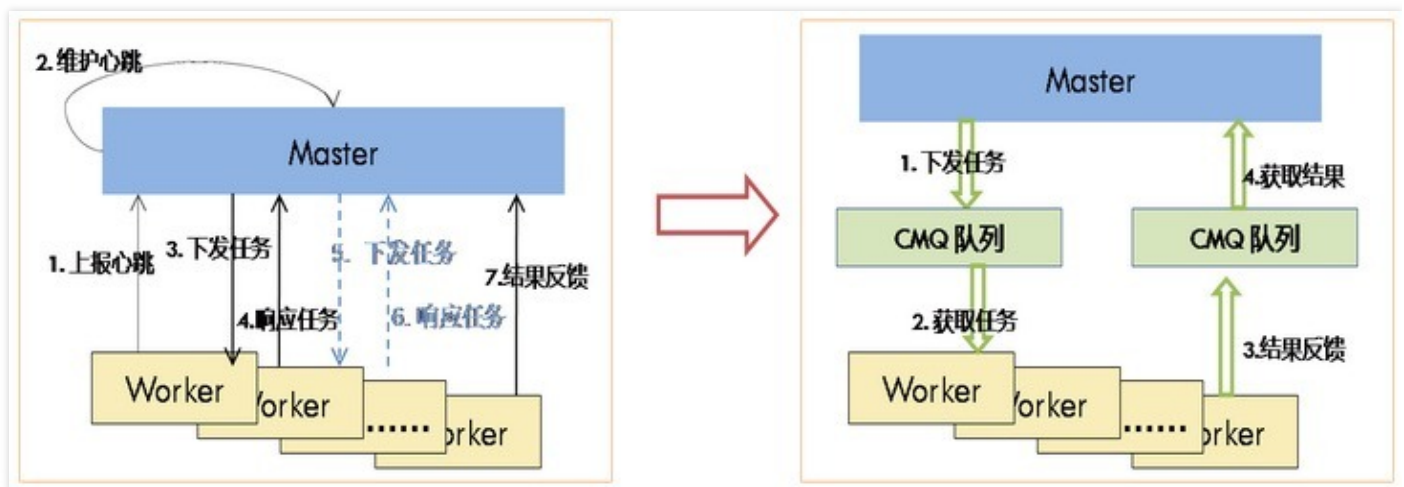 2. 维护心跳
Master
1. 上报心跳
3. 下发任务
4.响应任务
5. 下发任务
6. 响应任务
7.结果反馈
Worker
Worker
......
orker
Master
1. 下发任务
4.获取结果
CMQ 队列
CMQ 队列
2. 获取任务
3.结果反馈
Worker
Worker
......
orker